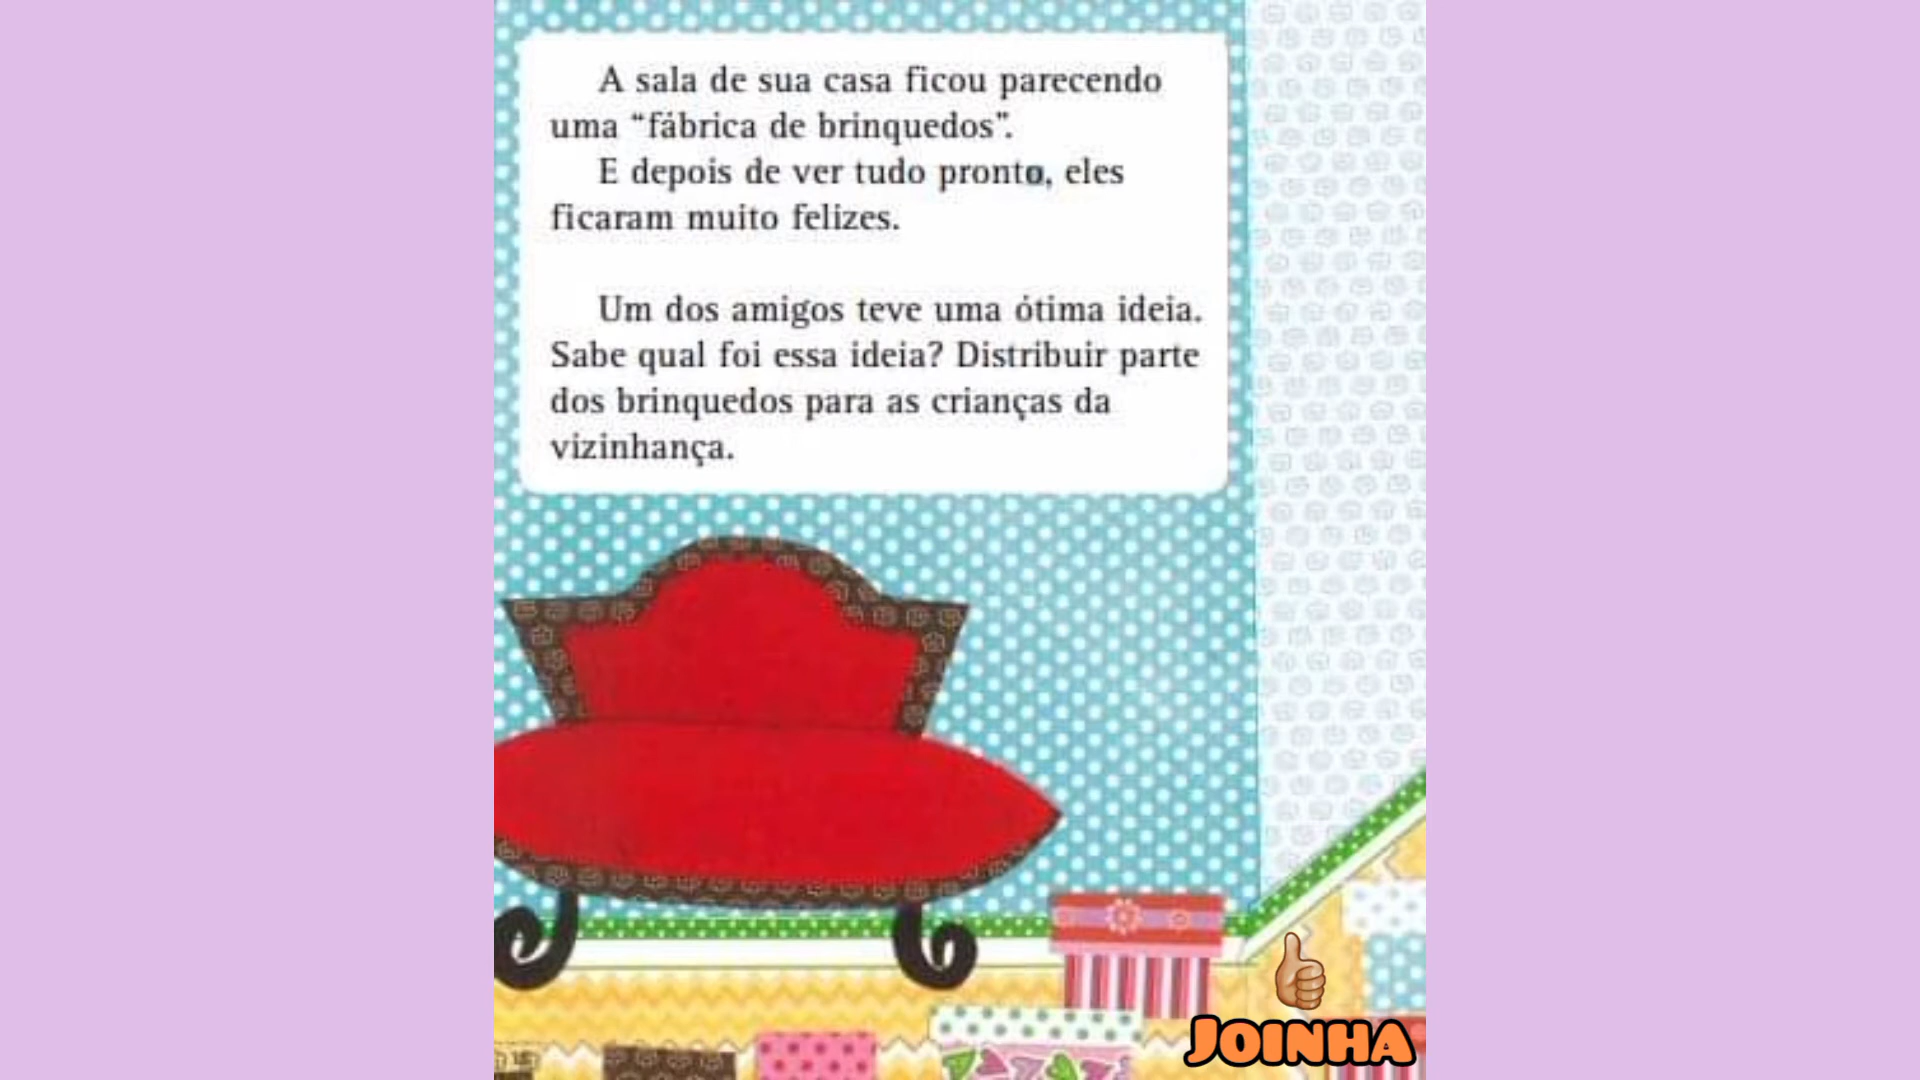 A sala de sua casa ficou parecendo
uma “fábrica de brinquedos”.
E depois de ver tudo pronto, eles
ficaram muito felizes.
Um dos amigos teve uma ótima ideia.
Sabe qual foi essa ideia? Distribuir parte
dos brinquedos para as crianças da
vizinhança.
JOINHA